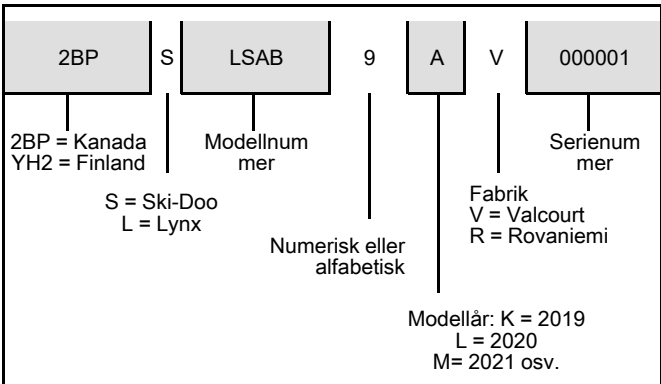 2BP S LSAB 9 A V 000001
2BP = Kanada
YH2 = Finland
Modellnum
mer
Serienum
mer
S = Ski-Doo
L = Lynx
Fabrik
V = Valcourt
R = Rovaniemi
Numerisk eller
alfabetisk
Modellår: K = 2019
L = 2020
M= 2021 osv.